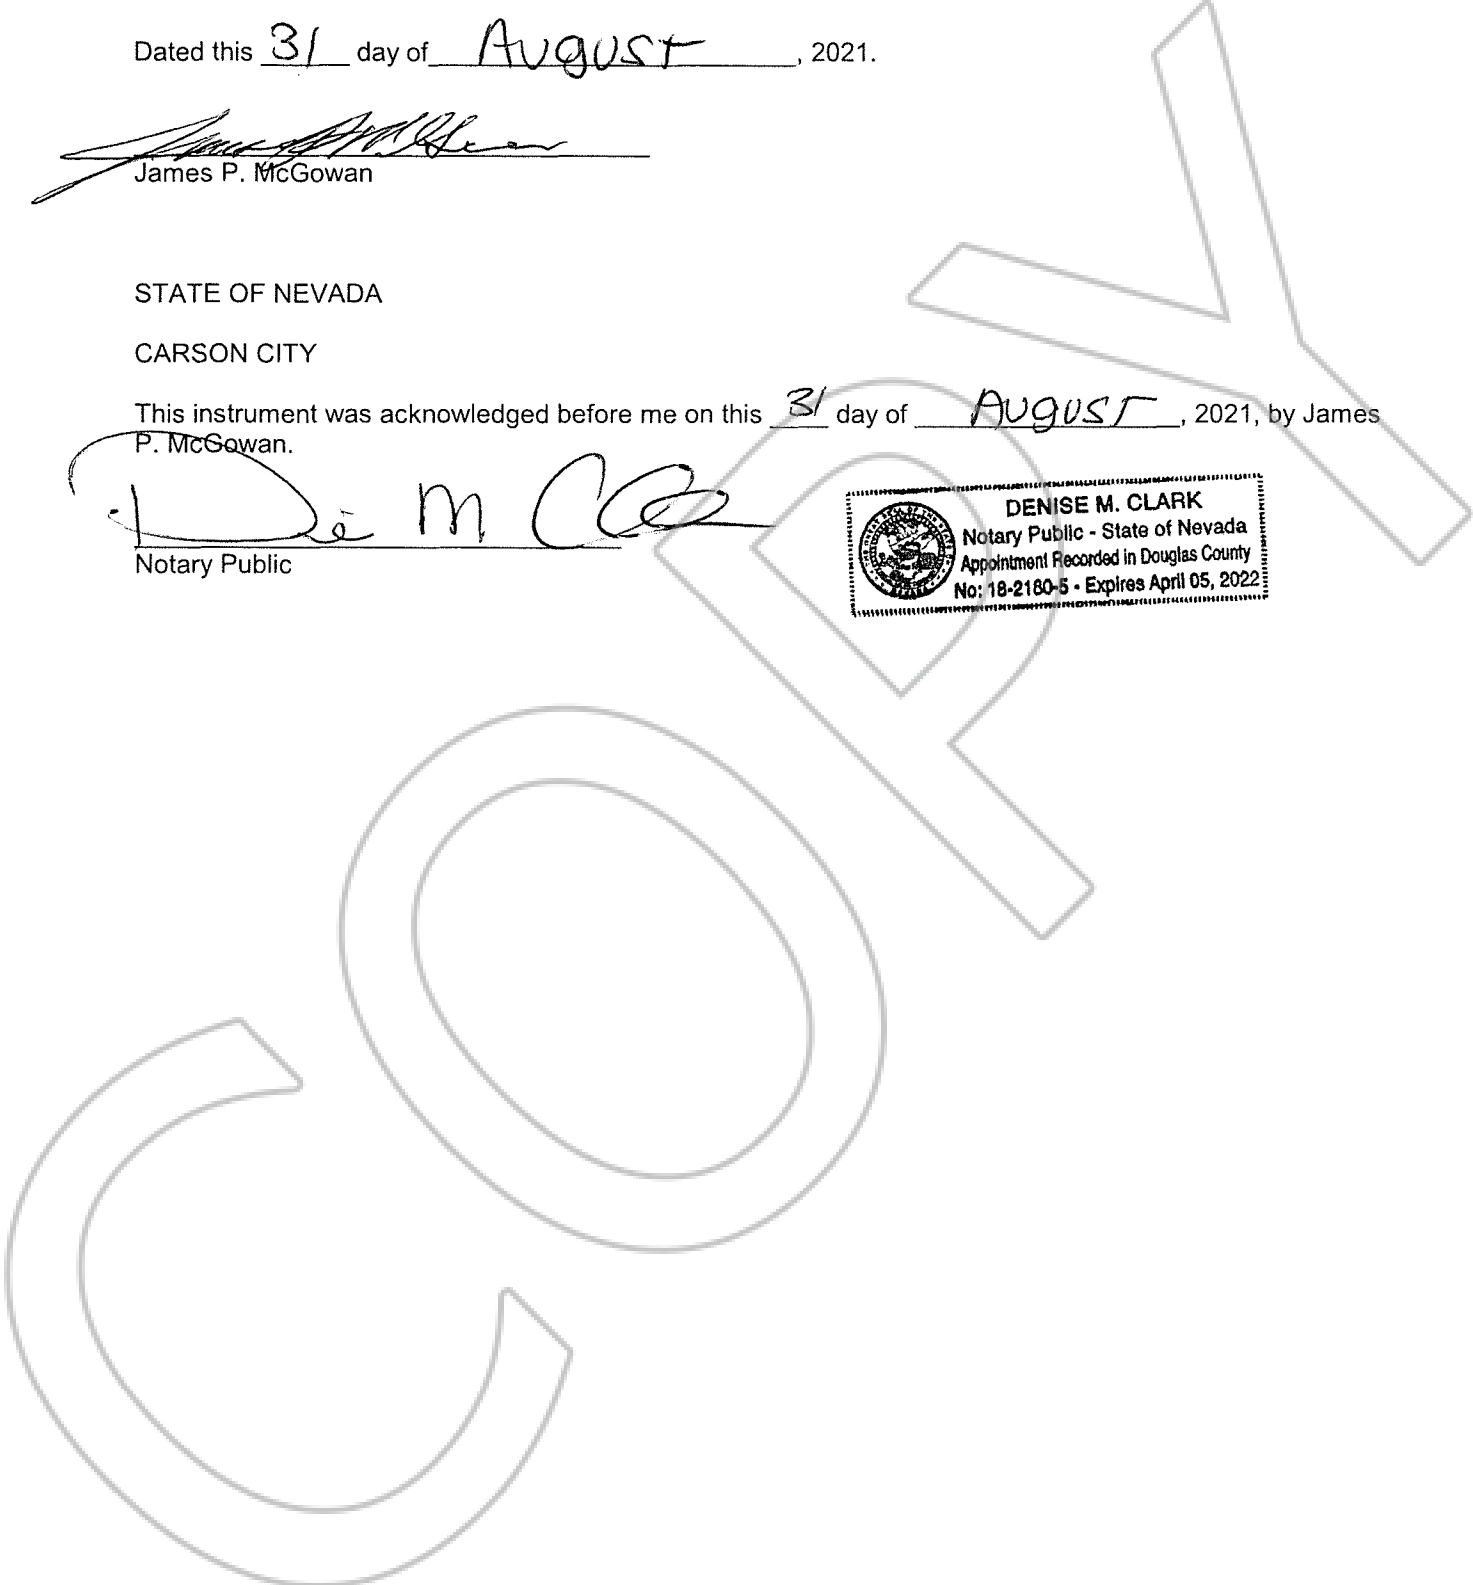 Dated this 31 day of August, 2021.
James P. McGowan
STATE OF NEVADA
CARSON CITY
This instrument was acknowledged before me on this 31 day of August, 2021, by James
P. McGowan.
Notary Public
DENISE M. CLARK
Notary Public - State of Nevada
Appointment Recorded in Douglas County
No: 18-2160-5 - Expires April 05, 2022
COPY